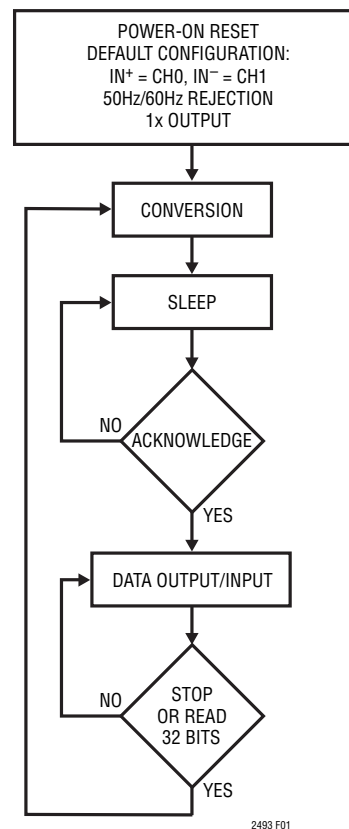 POWER-ON RESET
DEFAULT CONFIGURATION:
IN⁺ = CH0, IN⁻ = CH1
50Hz/60Hz REJECTION
1x OUTPUT
CONVERSION
SLEEP
NO
ACKNOWLEDGE
YES
DATA OUTPUT/INPUT
NO
STOP
OR READ
32 BITS
YES
2493 F01